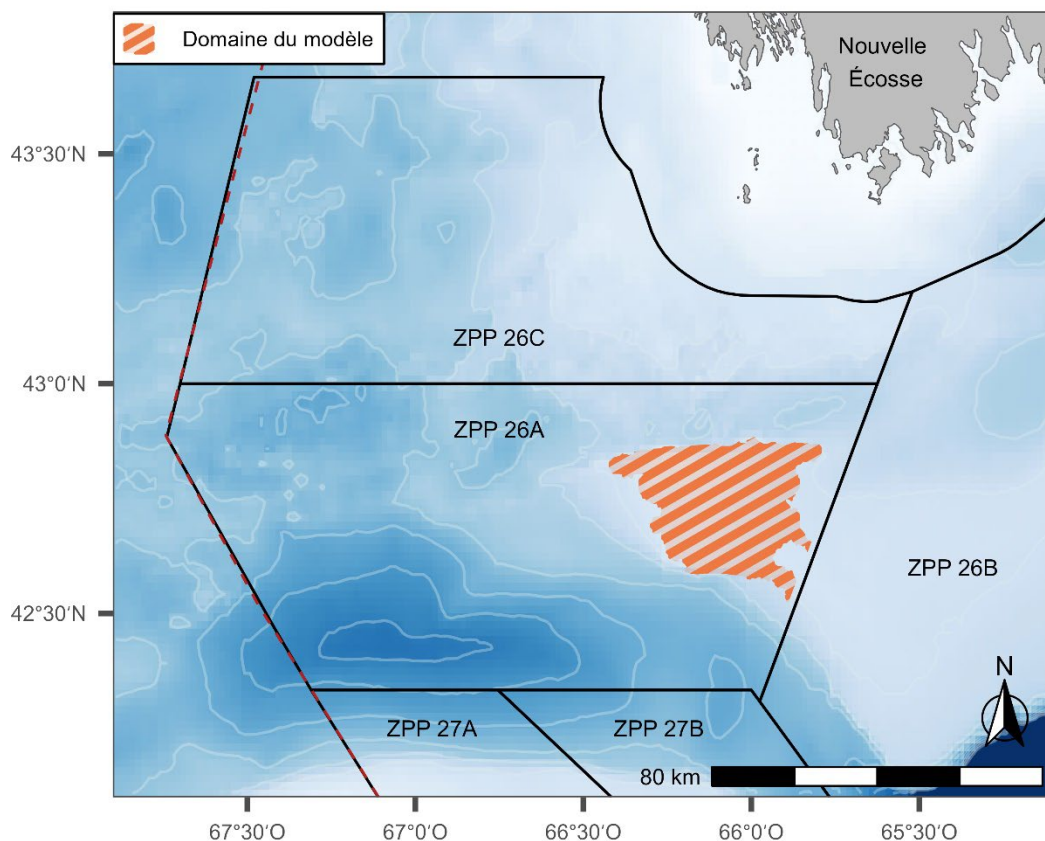 Domaine du modèle
Nouvelle
Écosse
43°30'N
ZPP 26C
43°0'N
ZPP 26A
ZPP 26B
42°30'N
N
ZPP 27A
ZPP 27B
80 km
67°30'O
67°0'O
66°30'O
66°0'O
65°30'O